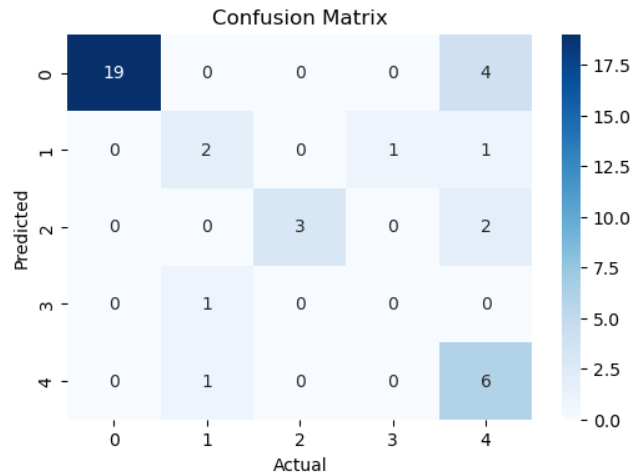 Confusion Matrix
0 19 0 0 0 4
1 0 2 0 1 1
2 0 0 3 0 2
3 0 1 0 0 0
4 0 1 0 0 6
0 1 2 3 4
Predicted
Actual
17.5
15.0
12.5
10.0
7.5
5.0
2.5
0.0